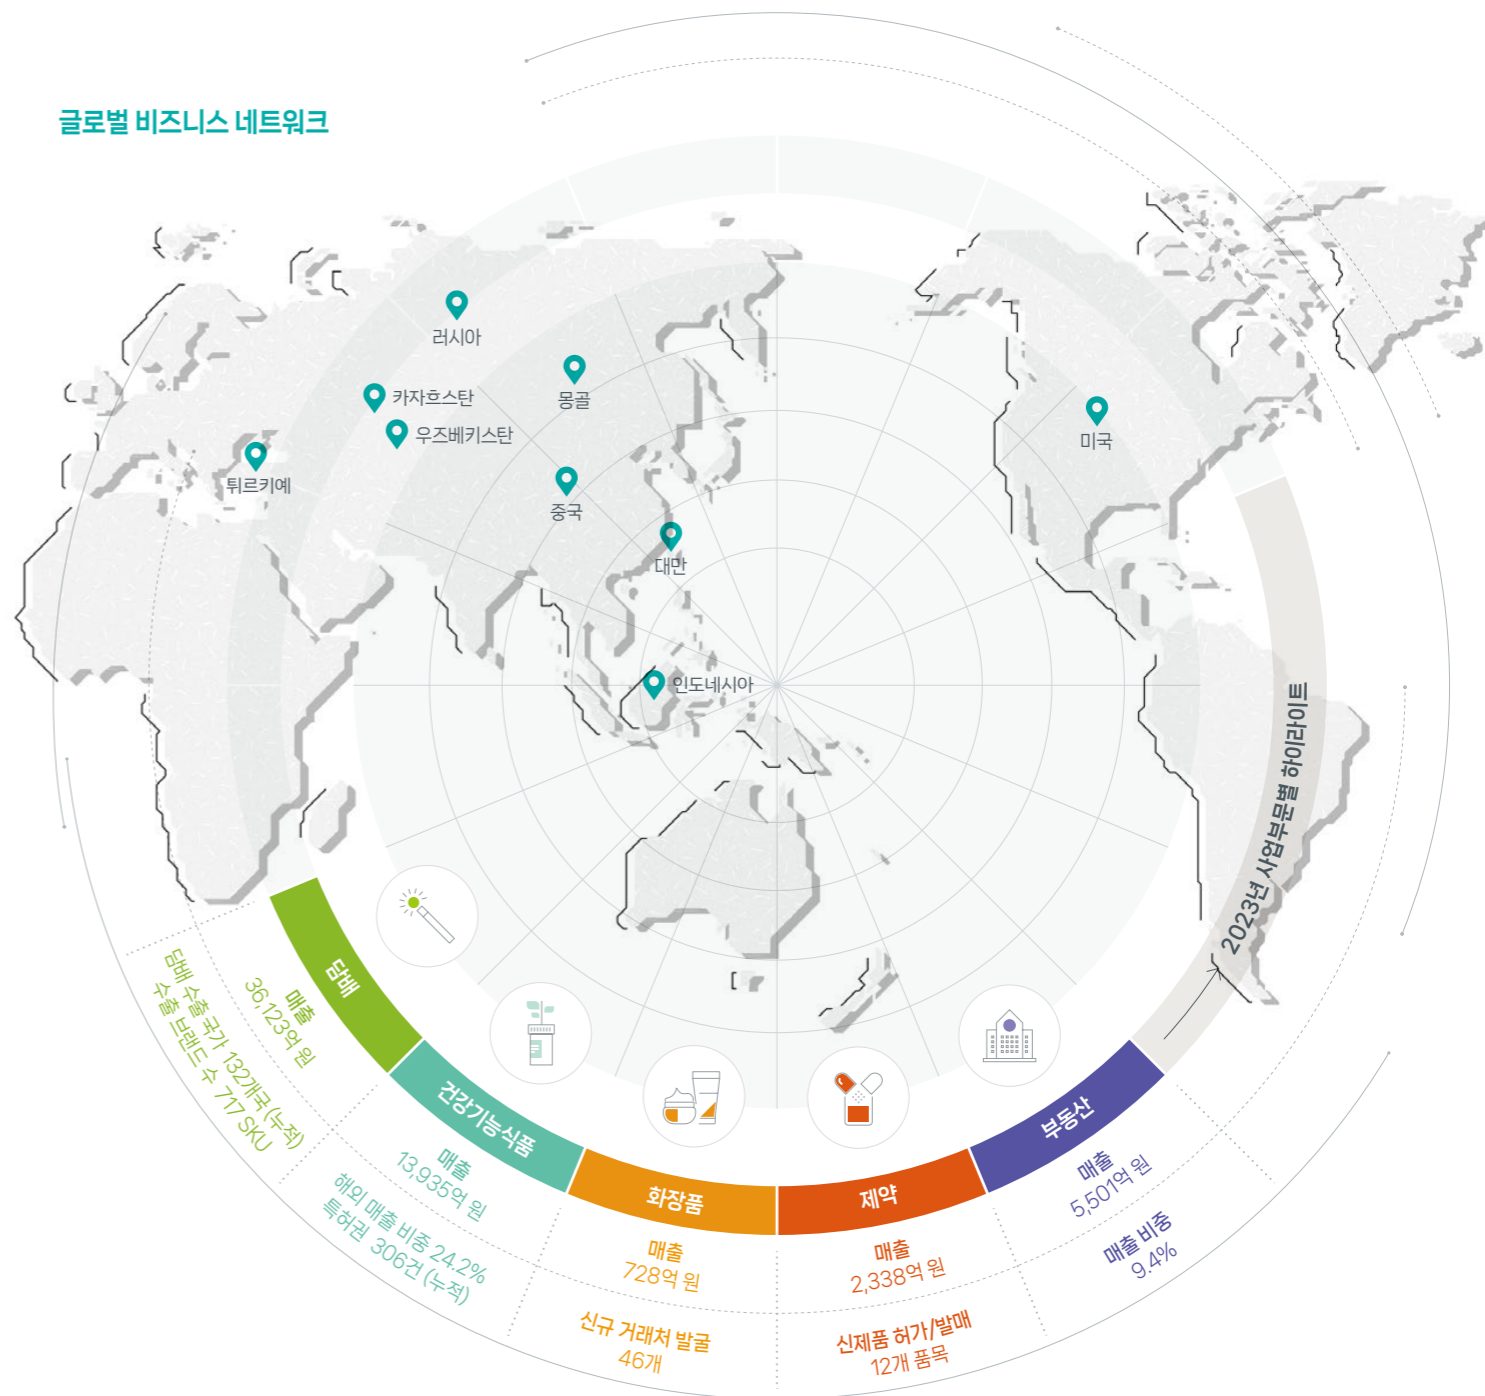 글로벌 비즈니스 네트워크
러시아
카자흐스탄
몽골
우즈베키스탄
튀르키예
중국
대만
인도네시아
미국
2023년 사업부문별 하이라이트
담배
매출
36,123억 원
담배 수출 국가 132개국 (누적)
수출 브랜드 수 717 SKU
건강기능식품
매출
13,935억 원
해외 매출 비중 24.2%
특허권 306건 (누적)
화장품
매출
728억 원
신규 거래처 발굴
46개
제약
매출
2,338억 원
신제품 허가/발매
12개 품목
부동산
매출
5,501억 원
매출 비중
9.4%